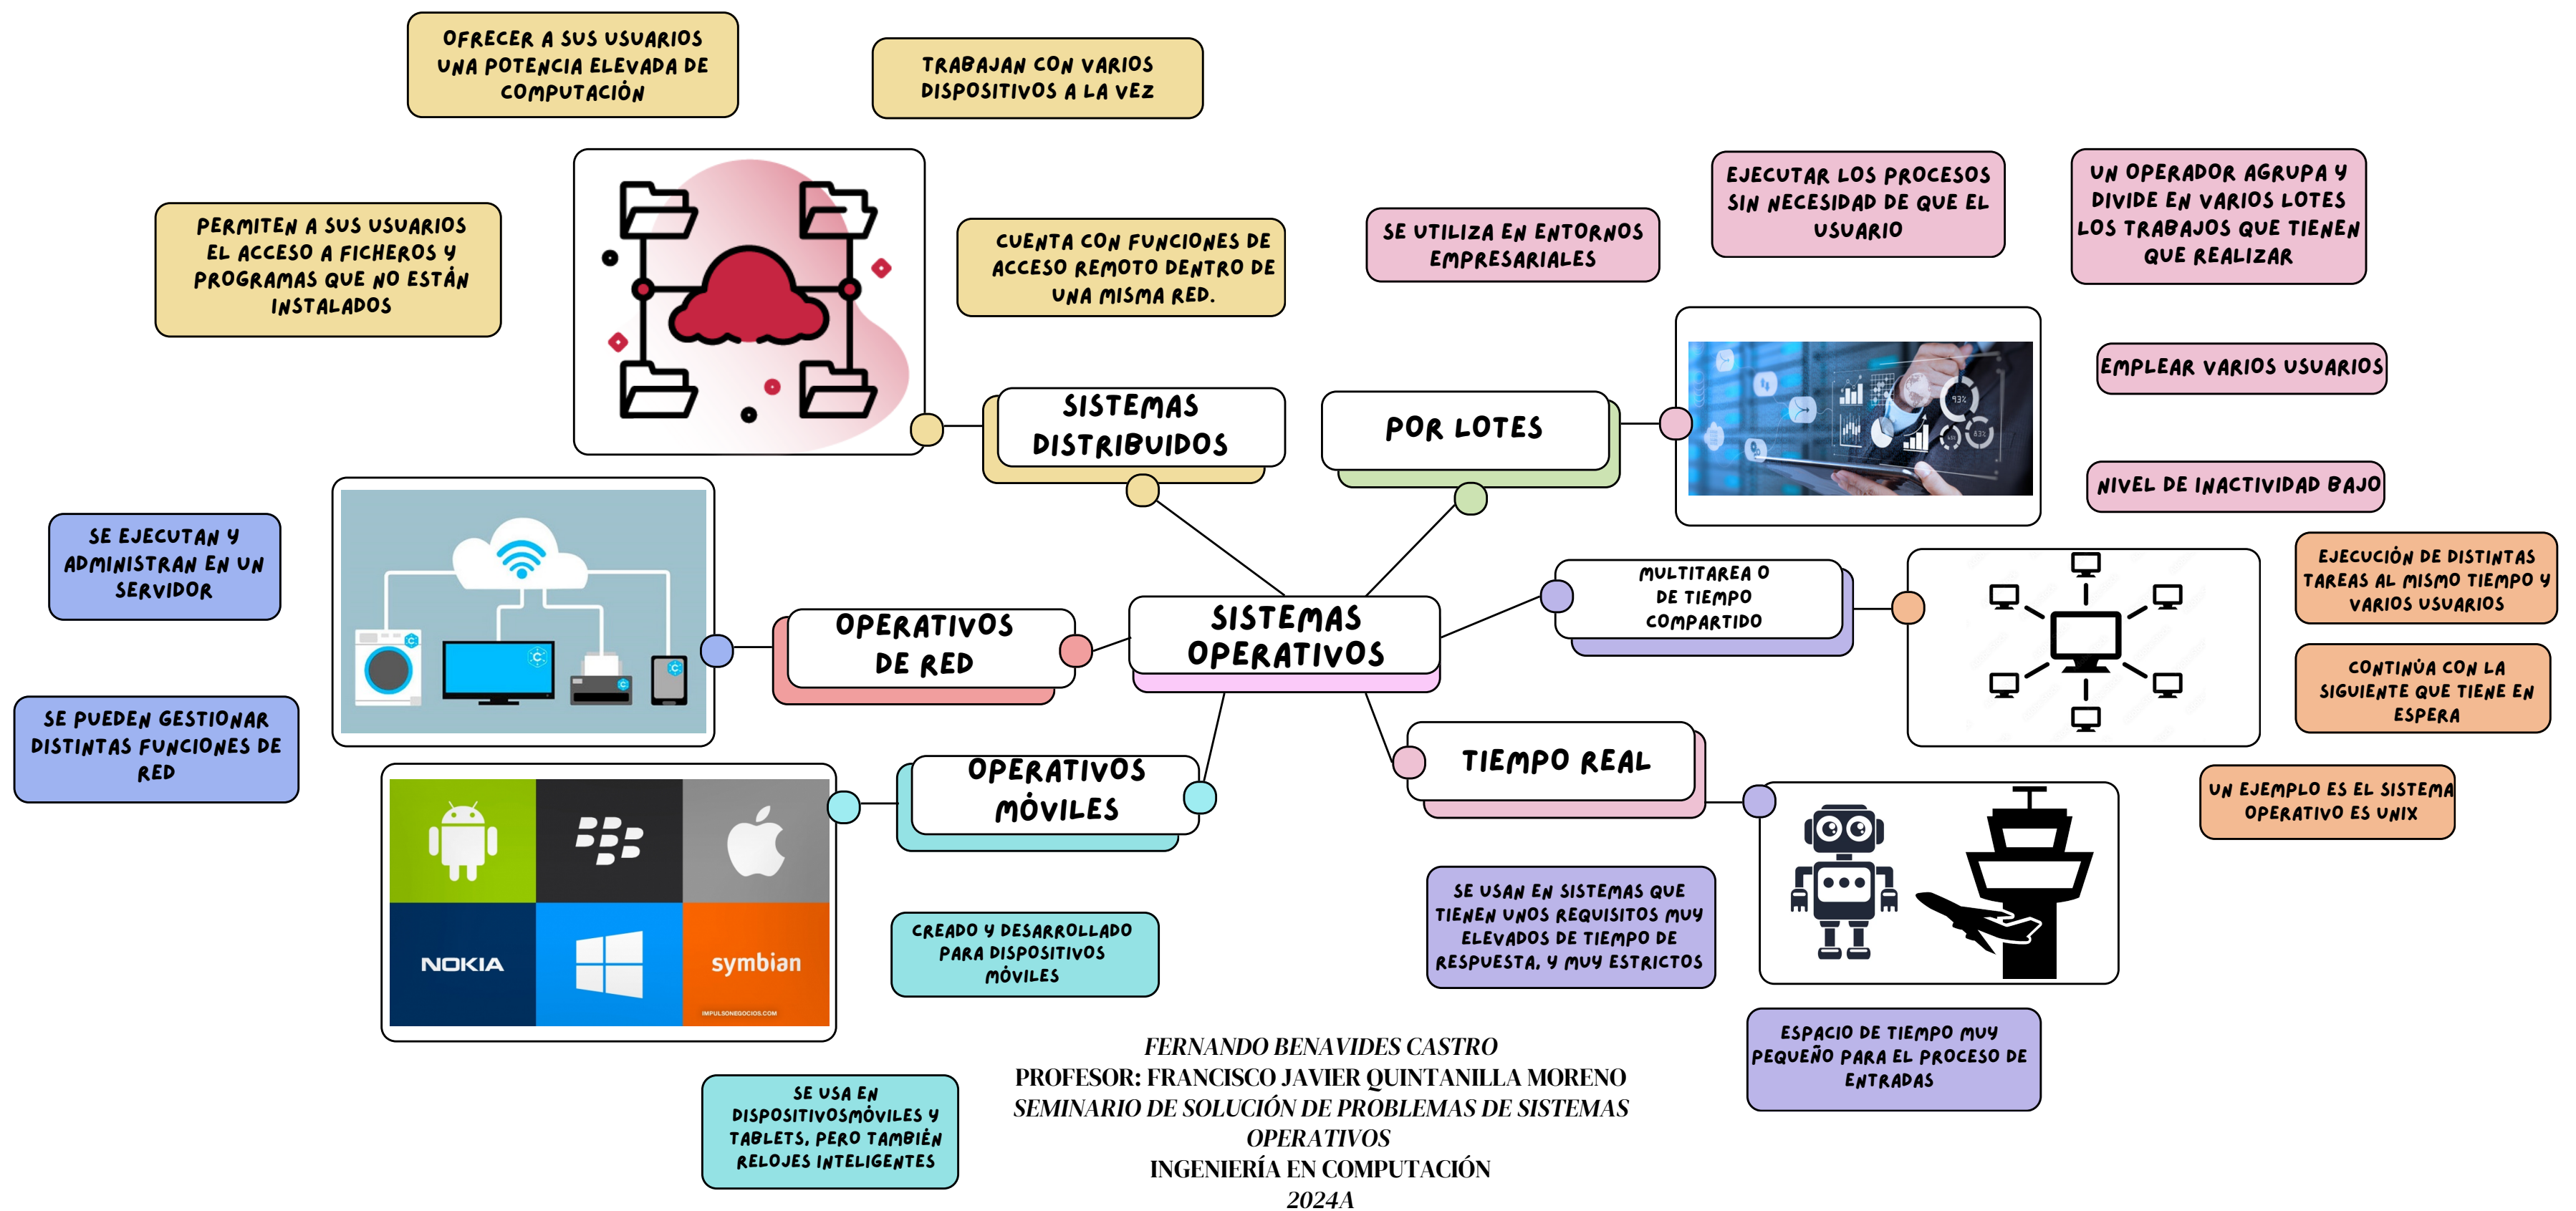 OFRECER A SUS USUARIOS
UNA POTENCIA ELEVADA DE
COMPUTACIÓN
TRABAJAN CON VARIOS
DISPOSITIVOS A LA VEZ
PERMITEN A SUS USUARIOS
EL ACCESO A FICHEROS Y
PROGRAMAS QUE NO ESTÁN
INSTALADOS
CUENTA CON FUNCIONES DE
ACCESO REMOTO DENTRO DE
UNA MISMA RED.
SISTEMAS
DISTRIBUIDOS
SE UTILIZA EN ENTORNOS
EMPRESARIALES
EJECUTAR LOS PROCESOS
SIN NECESIDAD DE QUE EL
USUARIO
UN OPERADOR AGRUPA Y
DIVIDE EN VARIOS LOTES
LOS TRABAJOS QUE TIENEN
QUE REALIZAR
EMPLEAR VARIOS USUARIOS
NIVEL DE INACTIVIDAD BAJO
POR LOTES
93%
83%
SE EJECUTAN Y
ADMINISTRAN EN UN
SERVIDOR
SE PUEDEN GESTIONAR
DISTINTAS FUNCIONES DE
RED
OPERATIVOS
DE RED
SISTEMAS
OPERATIVOS
MULTITAREA O
DE TIEMPO
COMPARTIDO
EJECUCIÓN DE DISTINTAS
TAREAS AL MISMO TIEMPO Y
VARIOS USUARIOS
CONTINÚA CON LA
SIGUIENTE QUE TIENE EN
ESPERA
UN EJEMPLO ES EL SISTEMA
OPERATIVO ES UNIX
OPERATIVOS
MÓVILES
NOKIA
symbian
IMPULSONEGOCIOS.COM
CREADO Y DESARROLLADO
PARA DISPOSITIVOS
MÓVILES
SE USA EN
DISPOSITIVOSMÓVILES Y
TABLETS, PERO TAMBIÉN
RELOJES INTELIGENTES
TIEMPO REAL
SE USAN EN SISTEMAS QUE
TIENEN UNOS REQUISITOS MUY
ELEVADOS DE TIEMPO DE
RESPUESTA, Y MUY ESTRICTOS
ESPACIO DE TIEMPO MUY
PEQUEÑO PARA EL PROCESO DE
ENTRADAS
FERNANDO BENAVIDES CASTRO
PROFESOR: FRANCISCO JAVIER QUINTANILLA MORENO
SEMINARIO DE SOLUCIÓN DE PROBLEMAS DE SISTEMAS
OPERATIVOS
INGENIERÍA EN COMPUTACIÓN
2024A